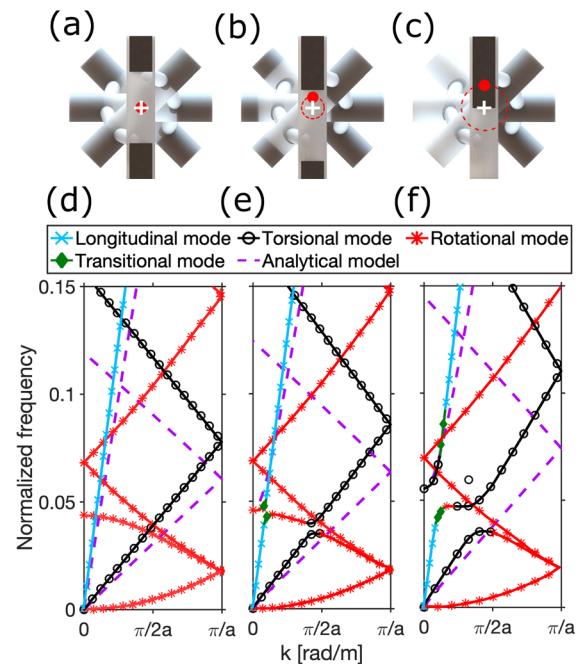 (a) (b) (c)
(d) (e) (f)
Longitudinal mode Torsional mode Rotational mode
Transitional mode Analytical model
0.15
0.1
0.05
0
Normalized frequency
0 π/2a π/a 0 π/2a π/a 0 π/2a π/a
k [rad/m]